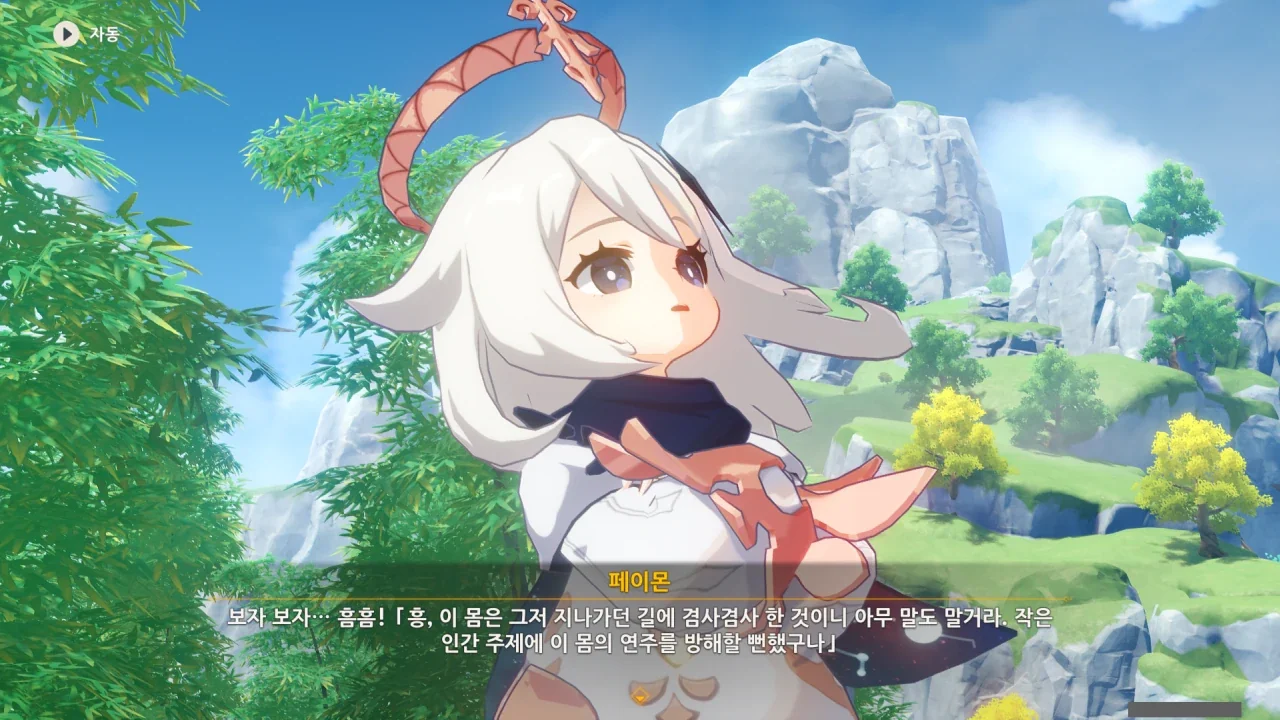 자동
페이몬
보자 보자… 흠흠! 「흥, 이 몸은 그저 지나가던 길에 겸사겸사 한 것이니 아무 말도 말거라. 작은
인간 주제에 이 몸의 연주를 방해할 뻔했구나」